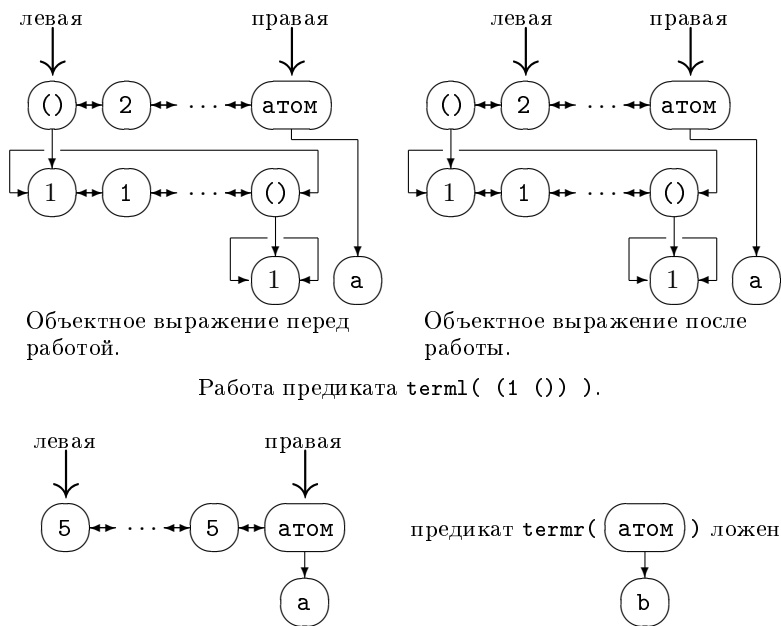 левая правая левая правая
() 2 ... атом () 2 ... атом
1 1 ... () 1 1 ... ()
1 a 1 a
Объектное выражение перед работой.
Объектное выражение после работы.
Работа предиката terml( (1 ()) ).
левая правая
5 ... 5 атом предикат termr( атом ) ложен
a b